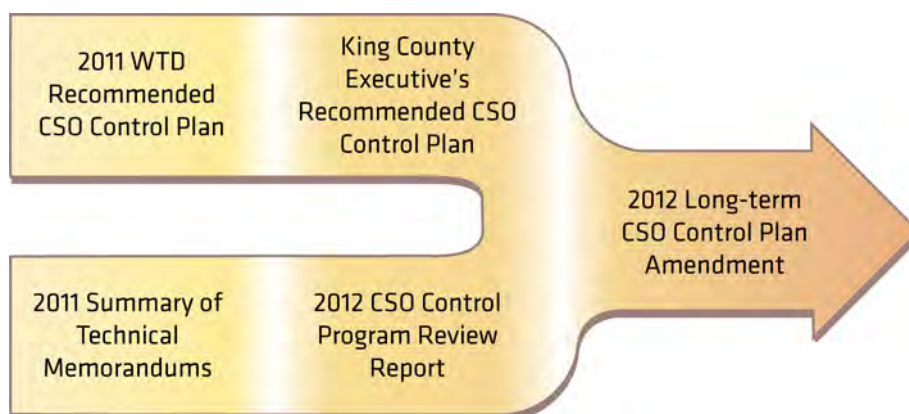 2011 WTD
Recommended
CSO Control Plan
King County
Executive's
Recommended CSO
Control Plan
2012 Long-term
CSO Control Plan
Amendment
2011 Summary of
Technical
Memorandums
2012 CSO Control
Program Review
Report